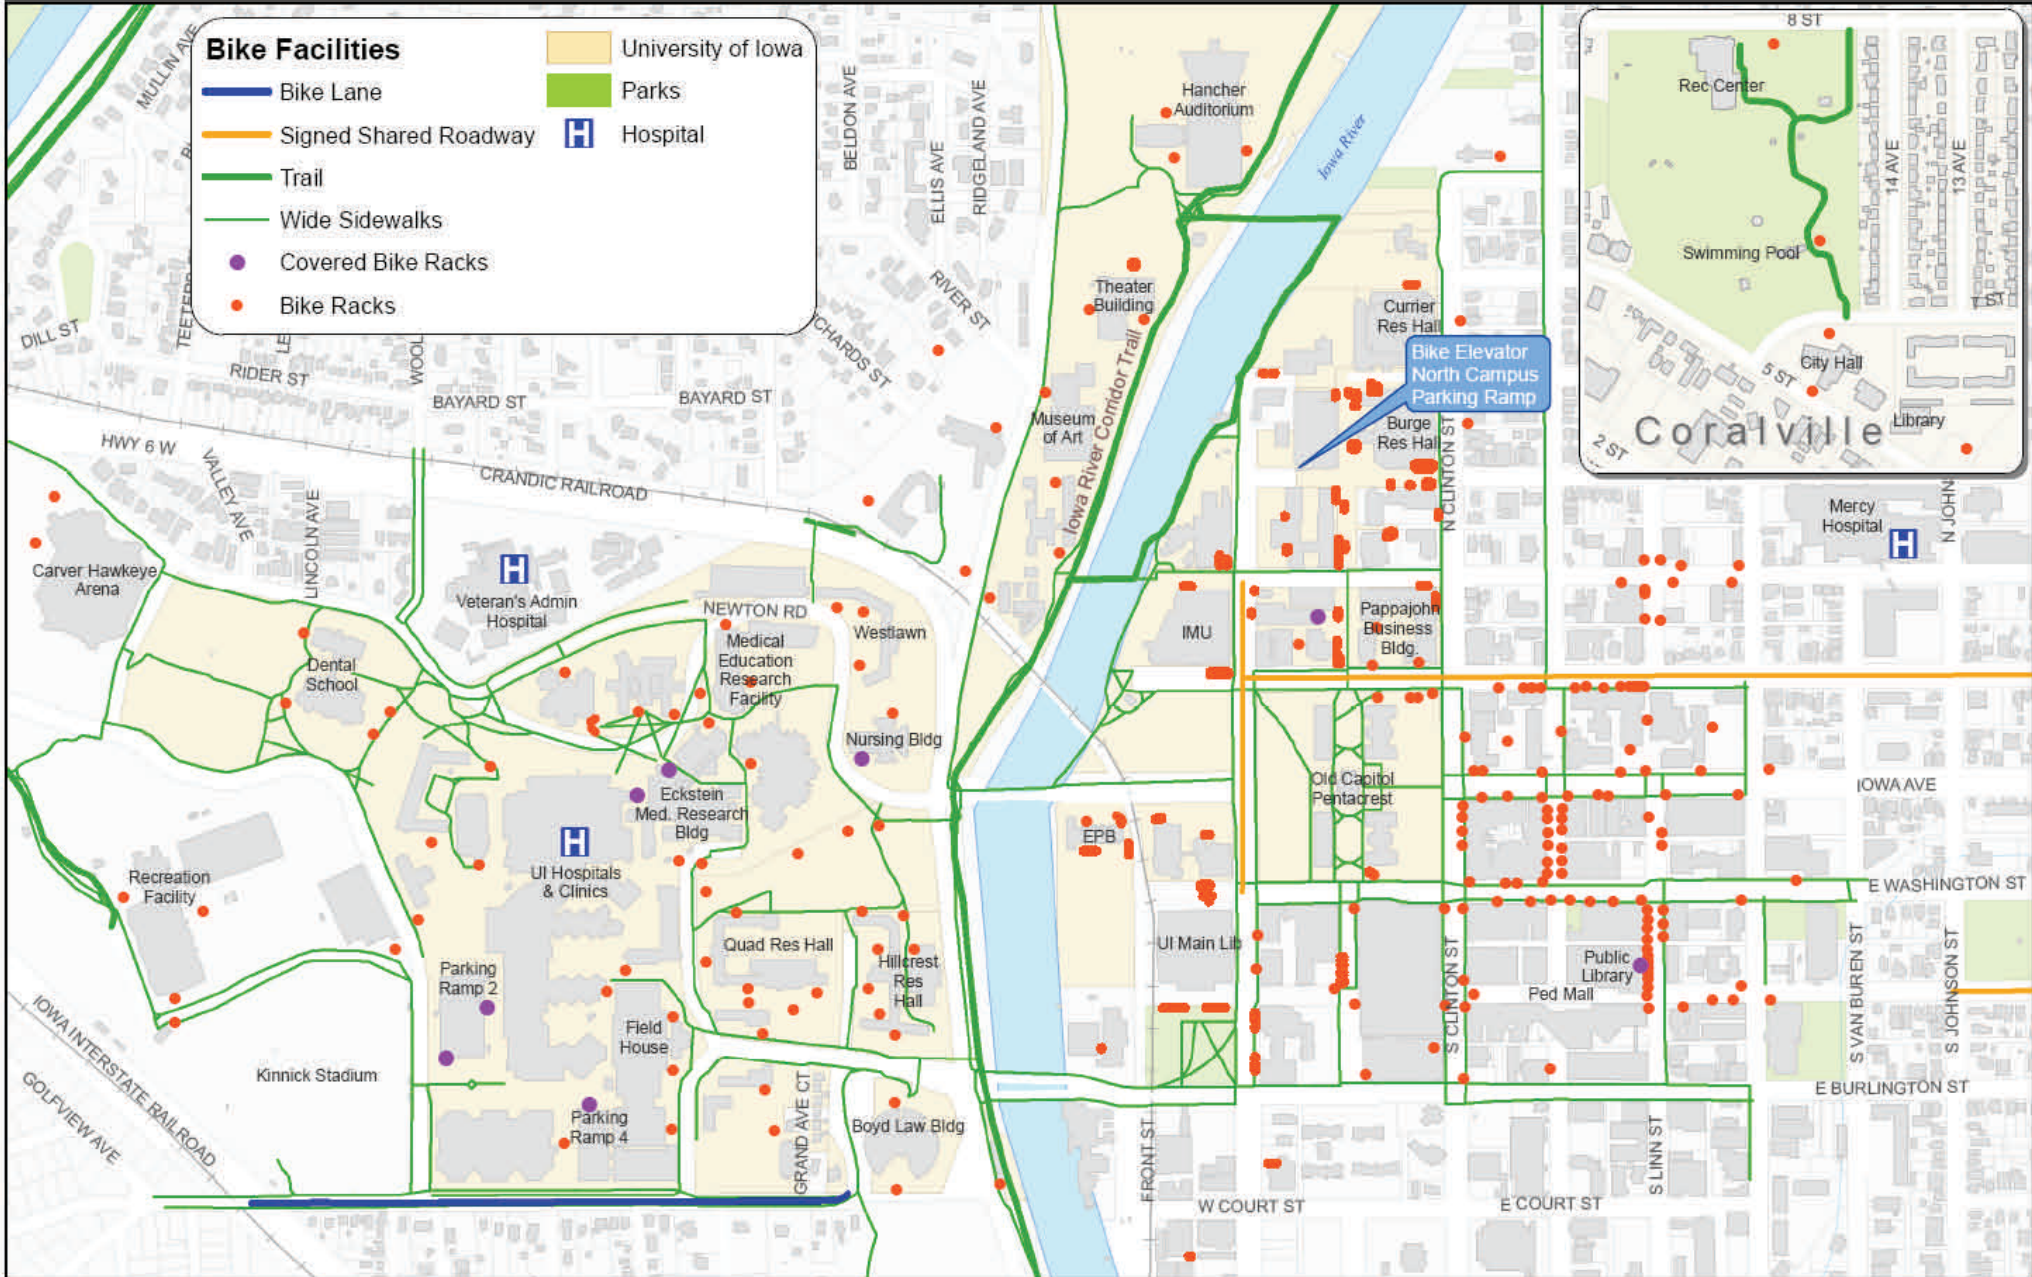 Bike Facilities
Bike Lane
Signed Shared Roadway
Trail
Wide Sidewalks
Covered Bike Racks
Bike Racks
University of Iowa
Parks
H
Hospital
MULLIN AVE
BELDON AVE
ELLIS AVE
RIDGELAND AVE
RIVER ST
DILL ST
RIDER ST
BAYARD ST
BAYARD ST
HWY 6 W
VALLEY AVE
LINCOLN AVE
CRANDIC RAILROAD
Hancher
Auditorium
Iowa River
Theater
Building
Iowa River Corridor Trail
Museum
of Art
Currier
Res Hall
Bike Elevator
North Campus
Parking Ramp
Burge
Res Hall
N CLINTON ST
8 ST
Rec Center
14 AVE
13 AVE
Swimming Pool
7 ST
City Hall
5 ST
Coralville
Library
2 ST
Mercy
Hospital
H
N JOHN
Carver Hawkeye
Arena
H
Veteran's Admin
Hospital
NEWTON RD
Westlawn
Medical
Education
Research
Facility
Dental
School
Nursing Bldg
IMU
Pappajohn
Business
Bldg.
Eckstein
Med. Research
Bldg
H
UI Hospitals
& Clinics
Old Capitol
Pentacrest
IOWA AVE
EPB
Recreation
Facility
E WASHINGTON ST
Quad Res Hall
Hillcrest
Res
Hall
UI Main Lib
Public
Library
Ped Mall
S CLINTON ST
S VAN BUREN ST
S JOHNSON ST
Parking
Ramp 2
Field
House
Kinnick Stadium
IOWA INTERSTATE RAILROAD
GOLFVIEW AVE
Parking
Ramp 4
GRAND AVE CT
Boyd Law Bldg
FRONT ST
E BURLINGTON ST
S LINN ST
W COURT ST
E COURT ST